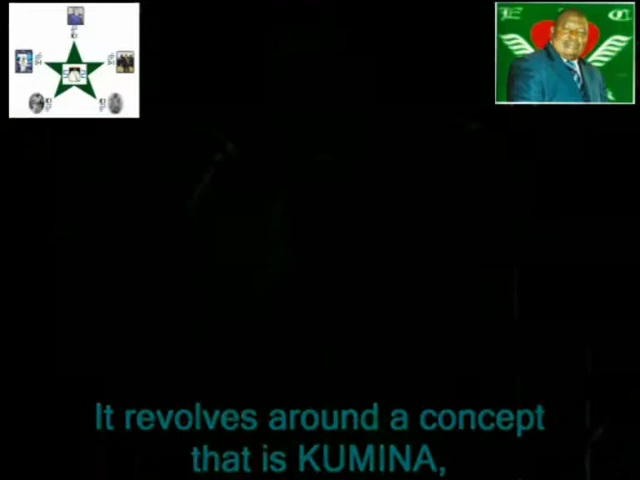 It revolves around a concept
that is KUMINA,